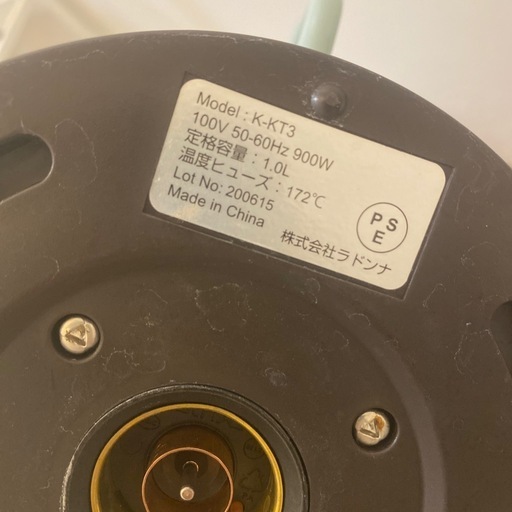 Model : K-KT3
100V 50-60Hz 900W
定格容量：1.0L
温度ヒューズ：172℃
Lot No: 200615
Made in China
PSE
株式会社ラドンナ